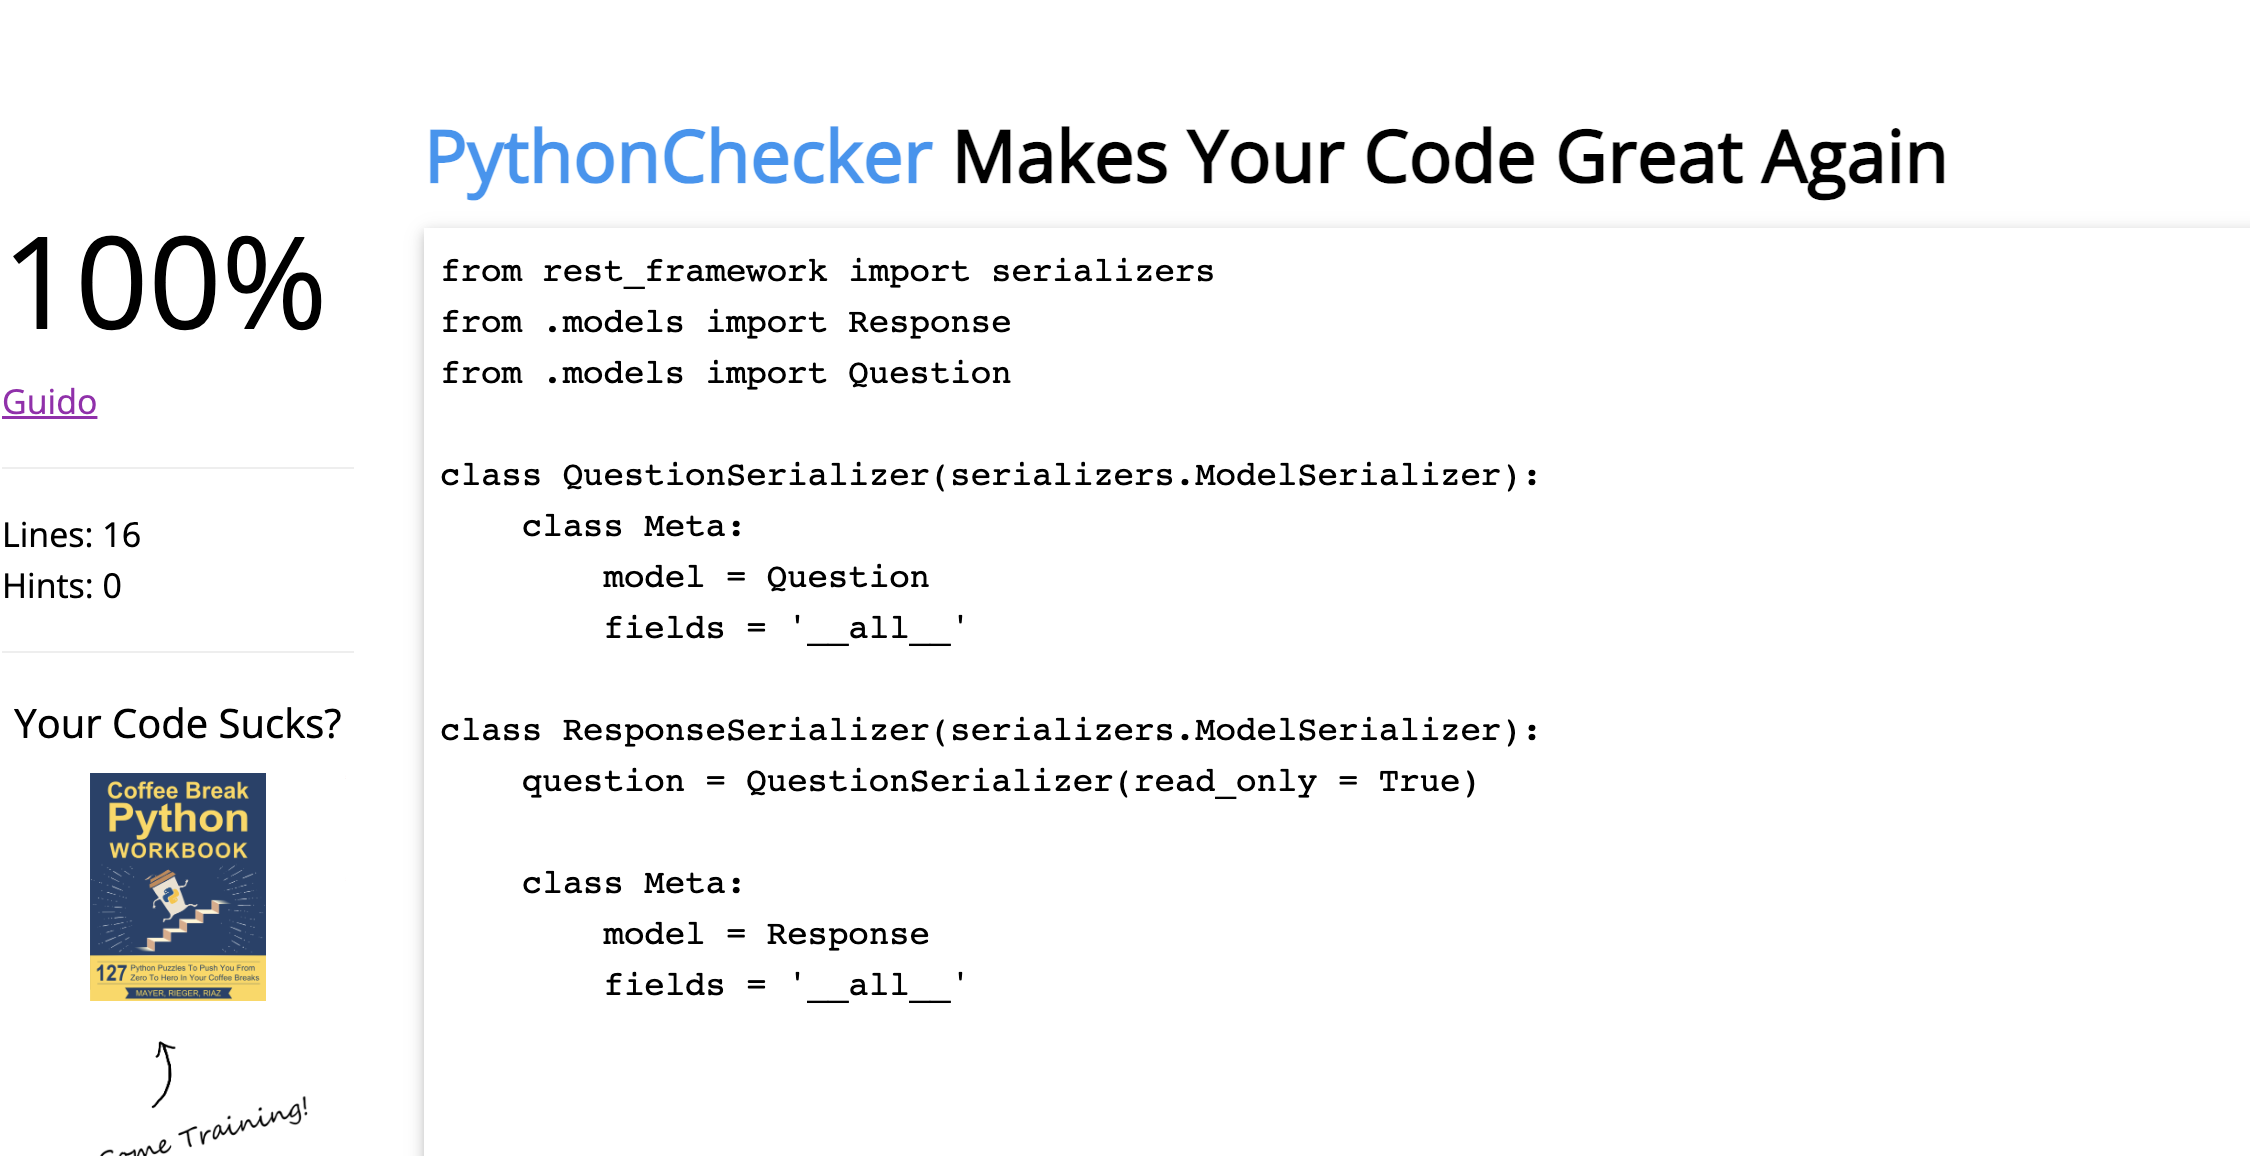 PythonChecker Makes Your Code Great Again
100%
Guido
Lines: 16
Hints: 0
Your Code Sucks?
Coffee Break
Python
WORKBOOK
127 Python Puzzles To Push You From
Zero To Hero In Your Coffee Breaks
MAYER, RIEGER, RIAZ
Some Training!
from rest_framework import serializers
from .models import Response
from .models import Question

class QuestionSerializer(serializers.ModelSerializer):
    class Meta:
        model = Question
        fields = '__all__'

class ResponseSerializer(serializers.ModelSerializer):
    question = QuestionSerializer(read_only = True)

    class Meta:
        model = Response
        fields = '__all__'